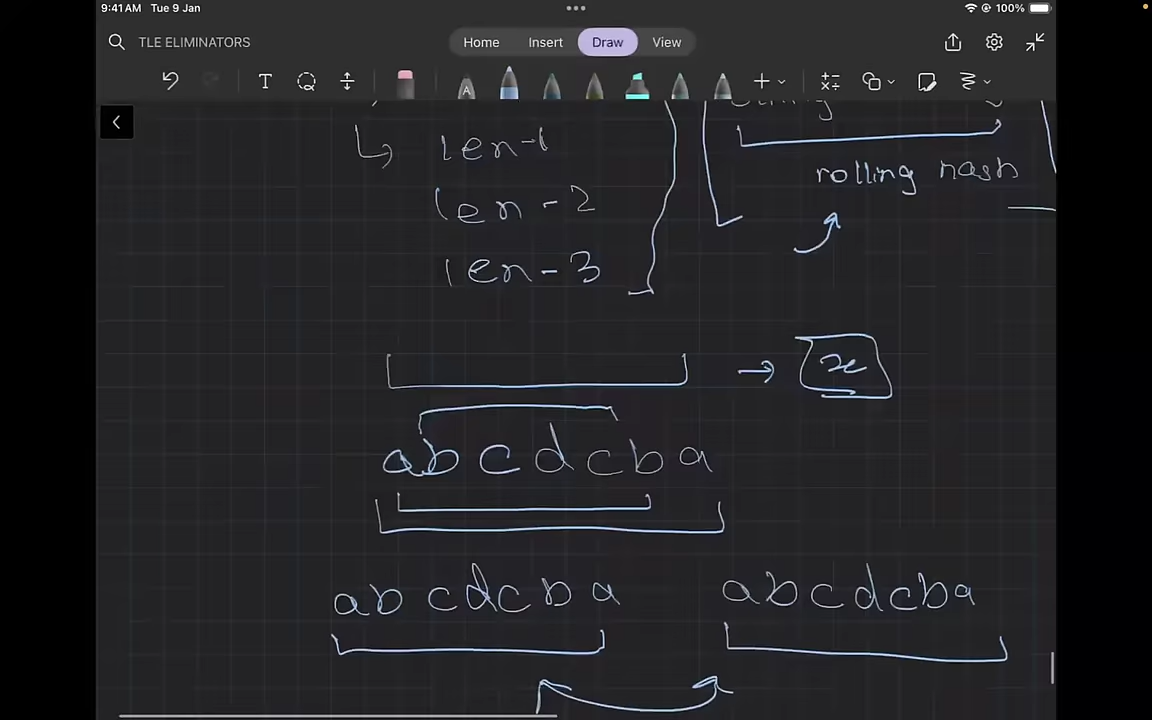 9:41 AM Tue 9 Jan
100%
TLE ELIMINATORS
Home Insert Draw View
T
A
len-1
len-2
len-3
rolling hash
x
abcdcba
abcdcba abcdcba